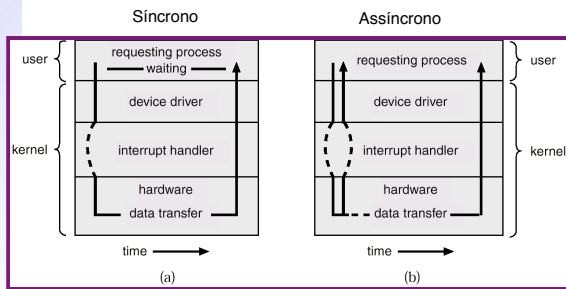 Síncrono
Assíncrono
user
requesting process
waiting
device driver
kernel
interrupt handler
hardware
data transfer
time
(a)
requesting process
user
device driver
interrupt handler
kernel
hardware
data transfer
time
(b)